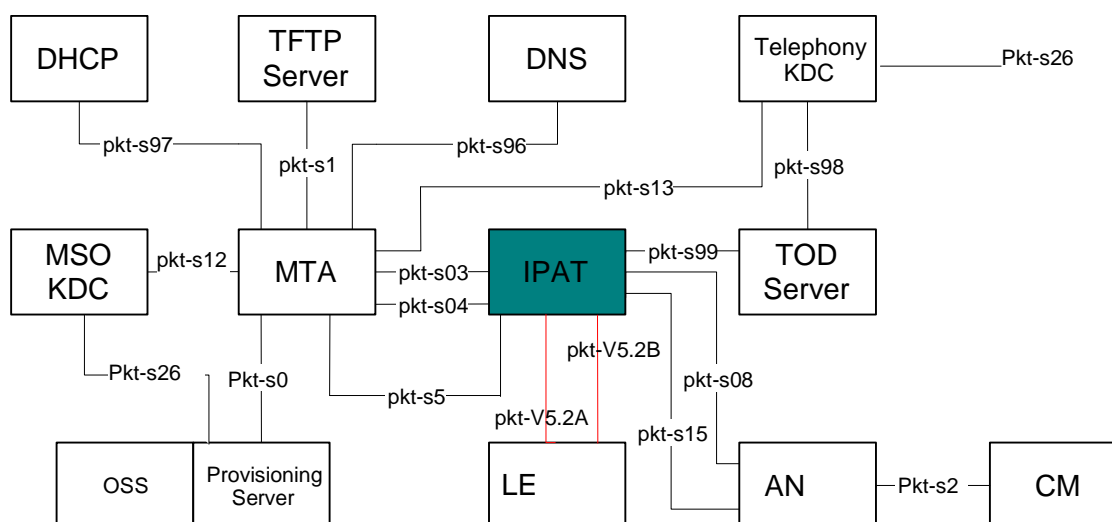 DHCP
TFTP
Server
DNS
Telephony
KDC
Pkt-s26
pkt-s97
pkt-s1
pkt-s96
pkt-s13
pkt-s98
MSO
KDC
pkt-s12
MTA
pkt-s03
pkt-s04
IPAT
pkt-s99
TOD
Server
Pkt-s26
Pkt-s0
pkt-s5
pkt-V5.2B
pkt-V5.2A
pkt-s08
pkt-s15
OSS
Provisioning
Server
LE
AN
Pkt-s2
CM